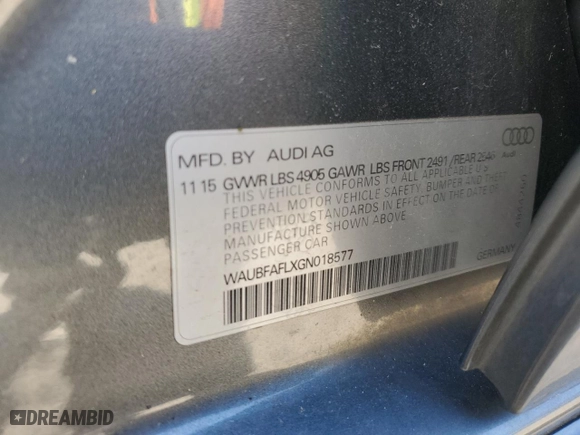 MFD. BY AUDI AG
11 15 GVWR LBS 4905 GAWR LBS FRONT 2491 / REAR
THIS VEHICLE CONFORMS TO ALL APPLICABLE U.S.
FEDERAL MOTOR VEHICLE SAFETY, BUMPER AND THEFT
PREVENTION STANDARDS IN EFFECT ON THE DATE OF
MANUFACTURE SHOWN ABOVE.
PASSENGER CAR
WAUBFAFLXGN018577
Audi
GERMANY
DREAMBID